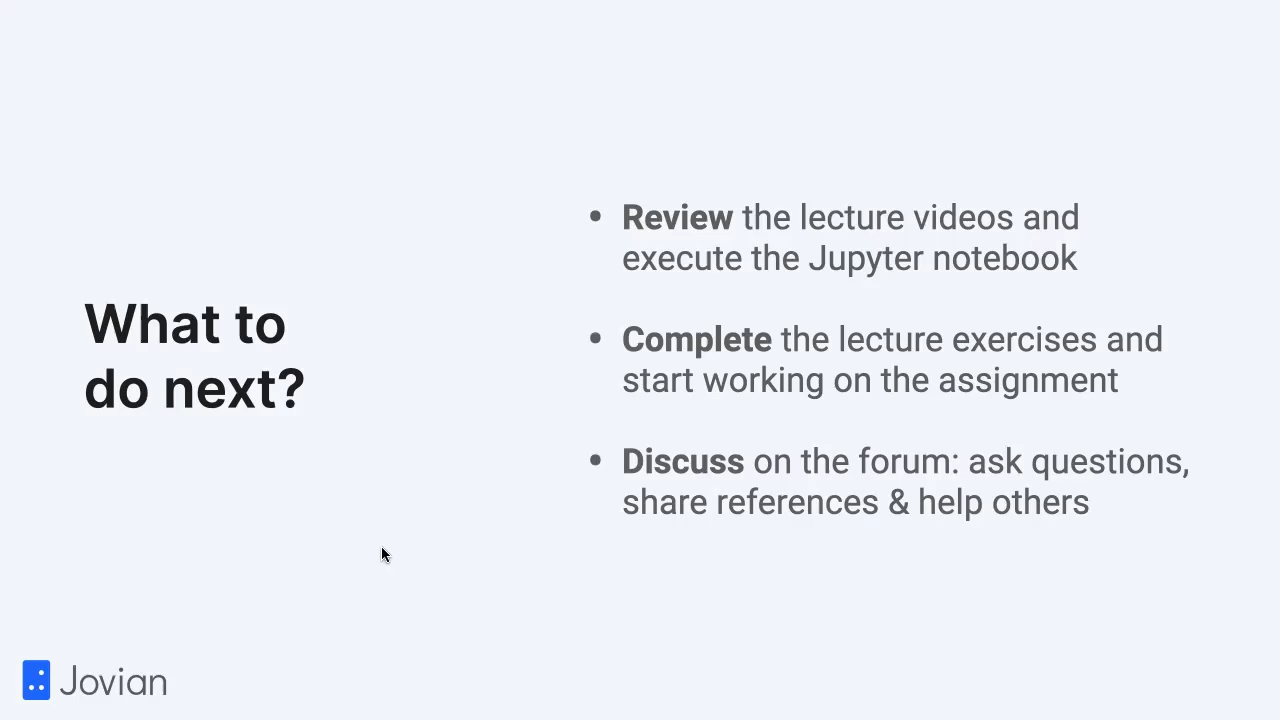 What to
do next?
• Review the lecture videos and
execute the Jupyter notebook
• Complete the lecture exercises and
start working on the assignment
• Discuss on the forum: ask questions,
share references & help others
Jovian